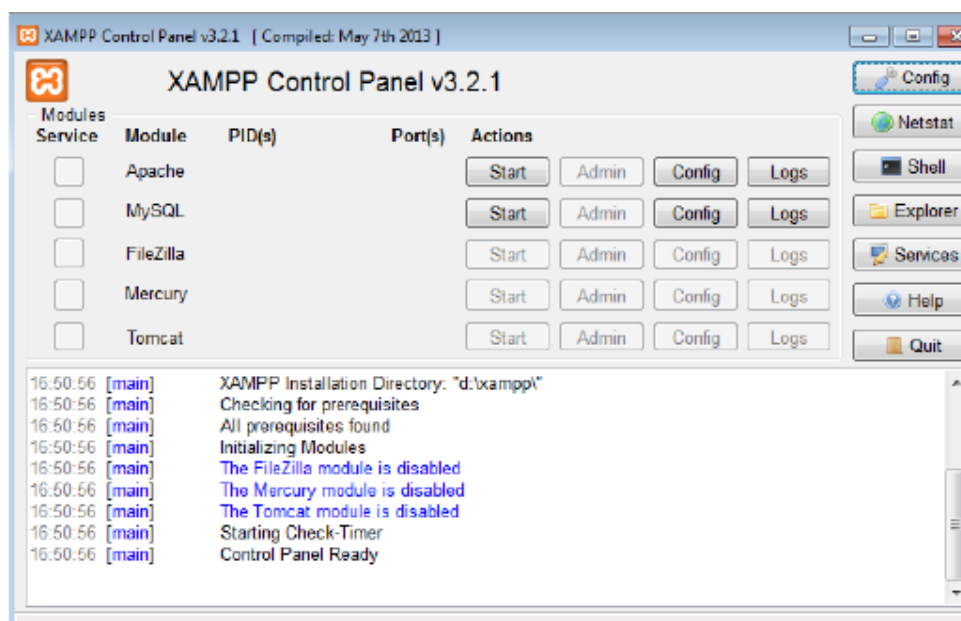 XAMPP Control Panel v3.2.1 [ Compiled: May 7th 2013 ]
XAMPP Control Panel v3.2.1
Config
Modules
Service Module PID(s) Port(s) Actions
Netstat
Apache Start Admin Config Logs
Shell
MySQL Start Admin Config Logs
Explorer
FileZilla Start Admin Config Logs
Services
Mercury Start Admin Config Logs
Help
Tomcat Start Admin Config Logs
Quit
16:50:56 [main] XAMPP Installation Directory: "d:\xampp\"
16:50:56 [main] Checking for prerequisites
16:50:56 [main] All prerequisites found
16:50:56 [main] Initializing Modules
16:50:56 [main] The FileZilla module is disabled
16:50:56 [main] The Mercury module is disabled
16:50:56 [main] The Tomcat module is disabled
16:50:56 [main] Starting Check-Timer
16:50:56 [main] Control Panel Ready